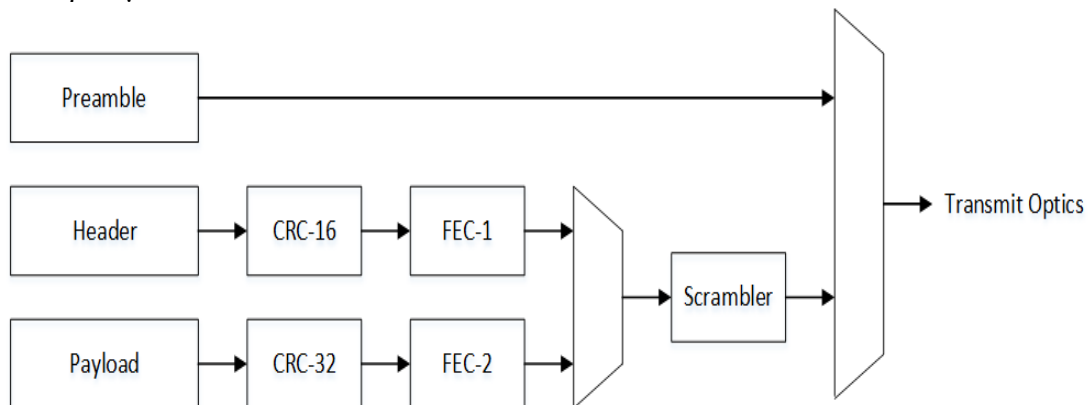 Preamble
Header
CRC-16
FEC-1
Scrambler
Transmit Optics
Payload
CRC-32
FEC-2